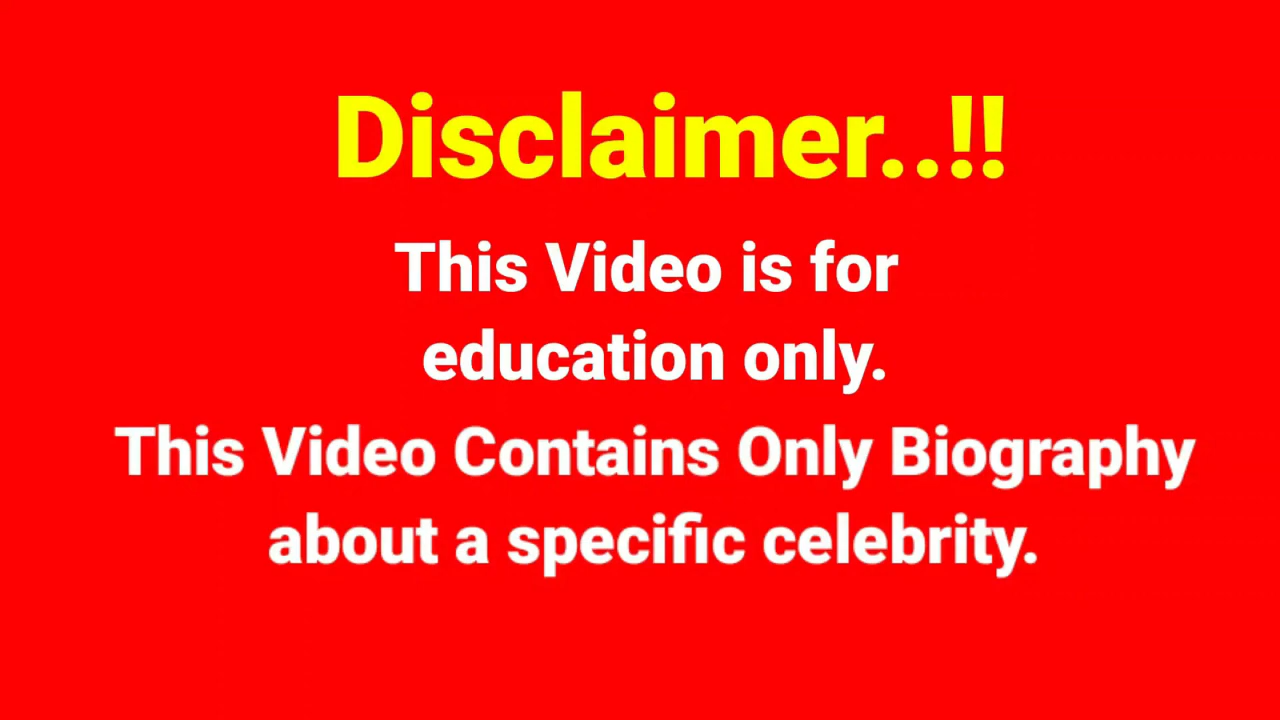 Disclaimer..!!
This Video is for
education only.
This Video Contains Only Biography
about a specific celebrity.